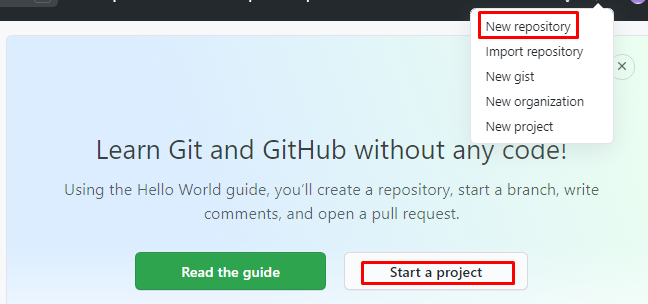 New repository
Import repository
New gist
New organization
New project
Learn Git and GitHub without any code!
Using the Hello World guide, you’ll create a repository, start a branch, write
comments, and open a pull request.
Read the guide
Start a project